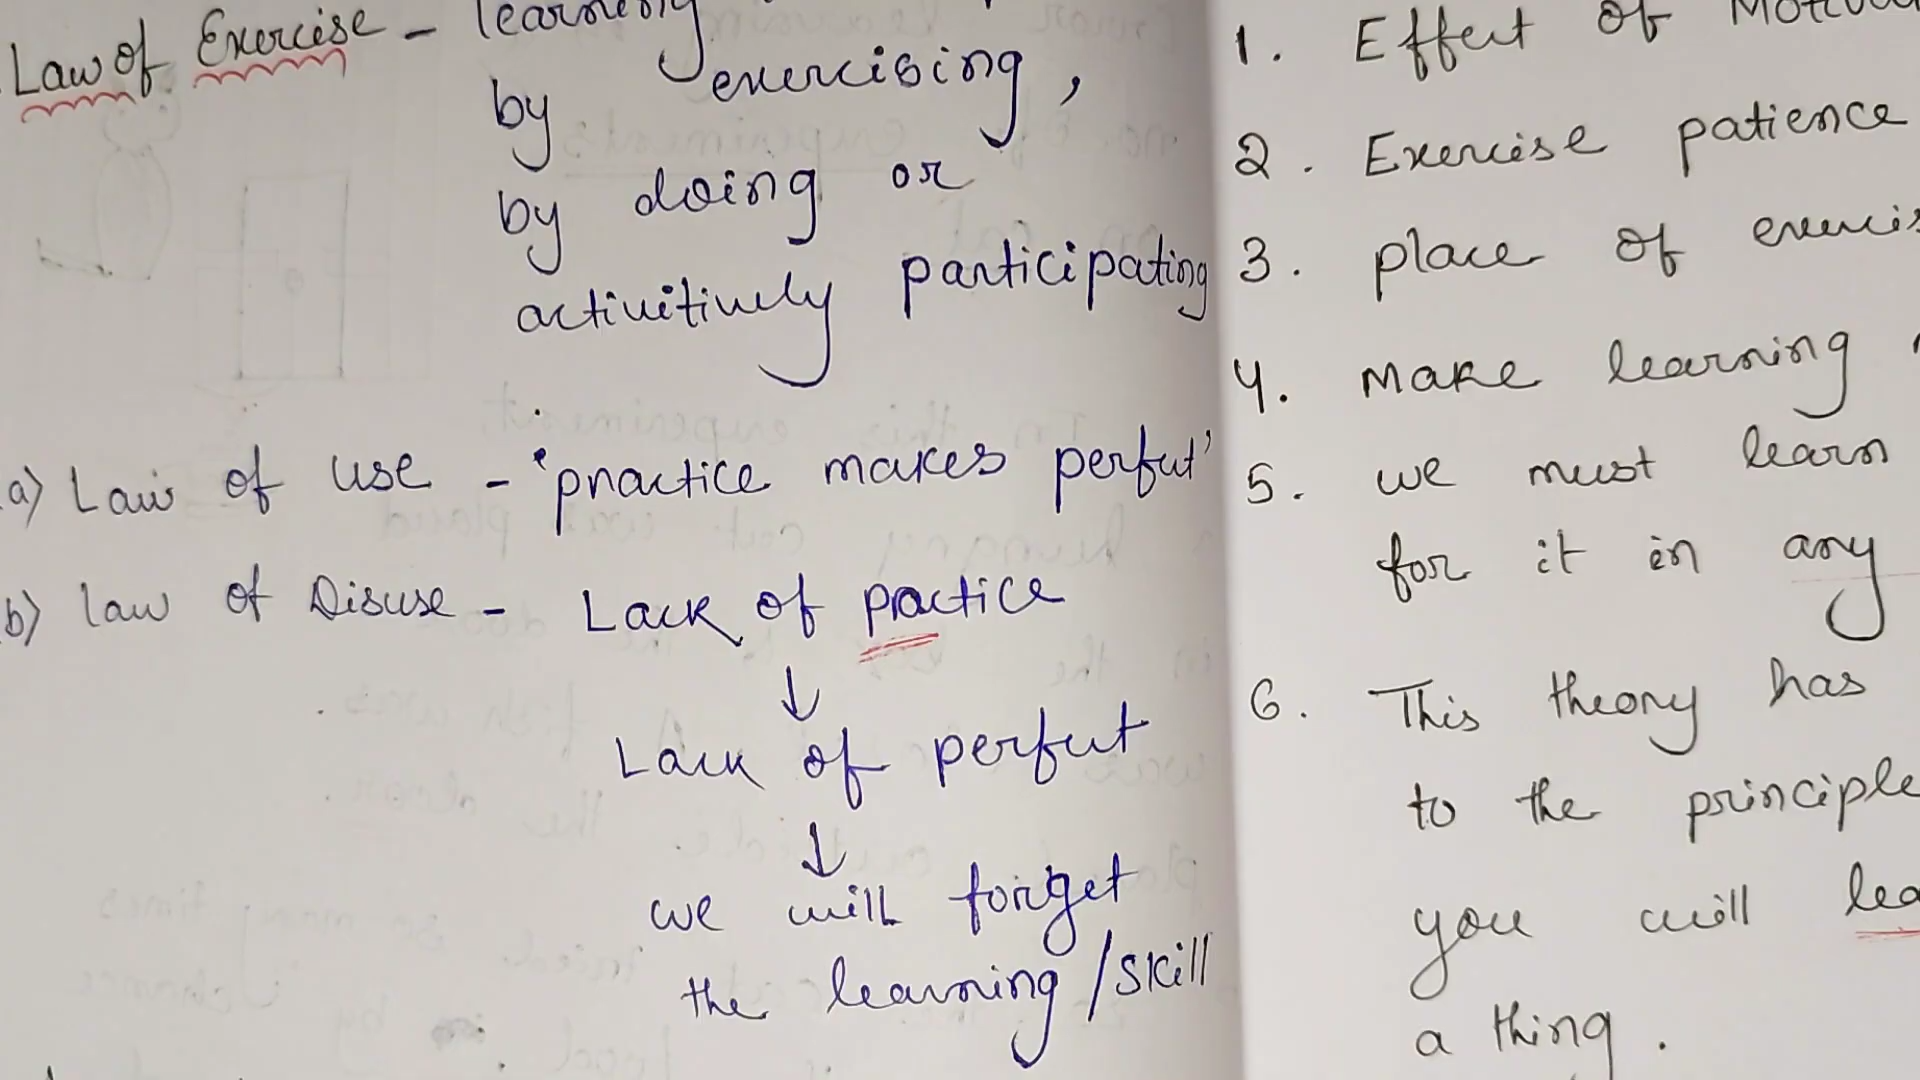 Law of Exercise - learning
by exercising,
by doing or
activitively participating
a) Law of use - 'practice makes perfect'
b) law of Disuse - Lack of practice
↓
Lack of perfect
↓
we will forget
the learning / skill
1. Effect of
2. Exercise patience
3. place of
4. Make learning
5. we must learn
for it in any
6. This theory has
to the principle
you will
a thing.